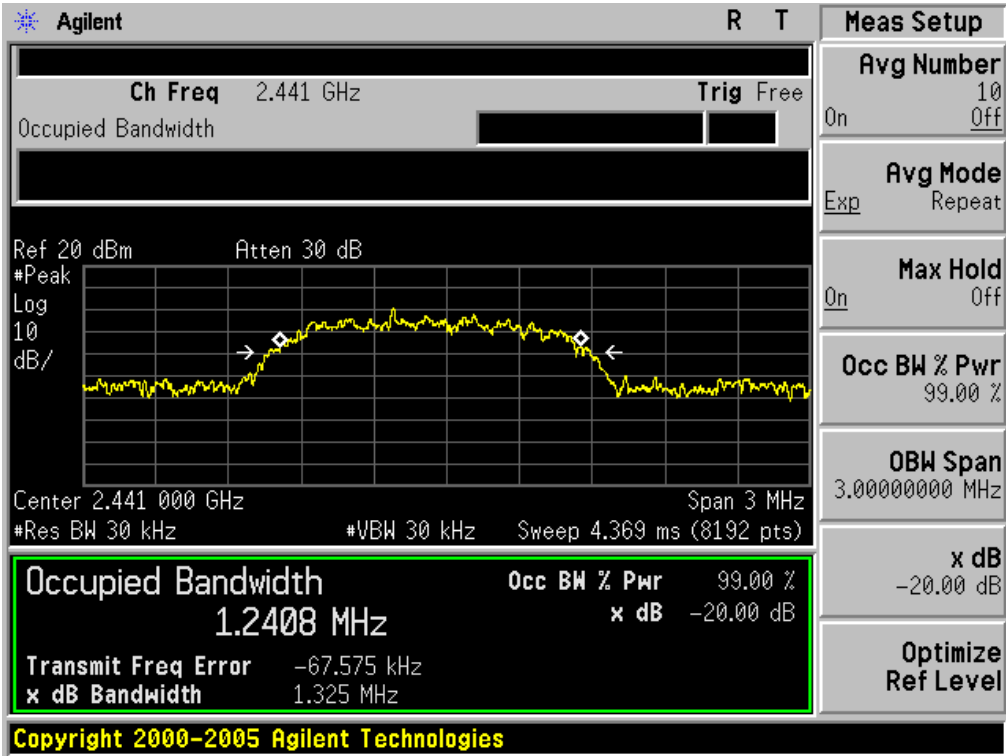 Agilent R T
Ch Freq 2.441 GHz Trig Free
Occupied Bandwidth
Ref 20 dBm Atten 30 dB
#Peak
Log
10
dB/
Center 2.441 000 GHz Span 3 MHz
#Res BW 30 kHz #VBW 30 kHz Sweep 4.369 ms (8192 pts)
Occupied Bandwidth Occ BW % Pwr 99.00 %
1.2408 MHz x dB -20.00 dB
Transmit Freq Error -67.575 kHz
x dB Bandwidth 1.325 MHz
Copyright 2000-2005 Agilent Technologies
Meas Setup
Avg Number
10
On Off
Avg Mode
Exp Repeat
Max Hold
On Off
Occ BW % Pwr
99.00 %
OBW Span
3.00000000 MHz
x dB
-20.00 dB
Optimize
Ref Level